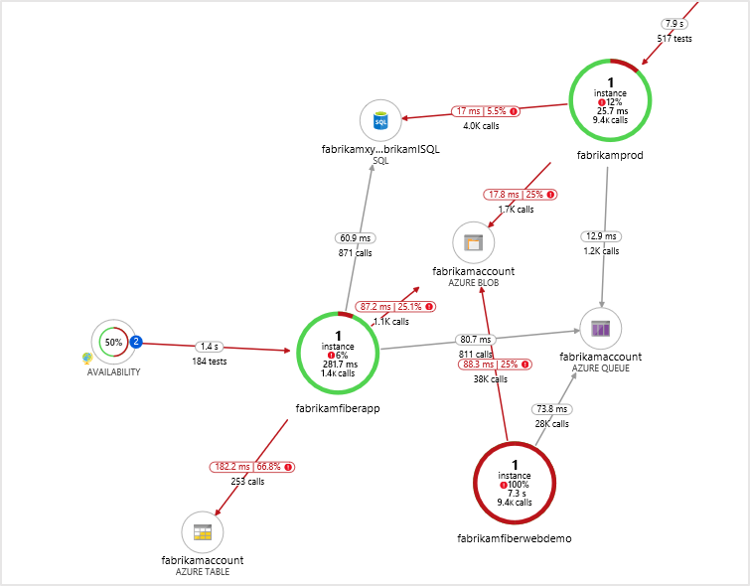 7.9 s
517 tests
1
instance
12%
25.7 ms
9.4K calls
fabrikamprod
17 ms | 5.5%
4.0K calls
SQL
fabrikamxy...brikamISQL
SQL
17.8 ms | 25%
1.7K calls
12.9 ms
1.2K calls
60.9 ms
871 calls
fabrikamaccount
AZURE BLOB
87.2 ms | 25.1%
1.1K calls
50%
2
AVAILABILITY
1.4 s
184 tests
1
instance
6%
281.7 ms
1.4K calls
fabrikamfiberapp
80.7 ms
811 calls
fabrikamaccount
AZURE QUEUE
88.3 ms | 25%
38K calls
73.8 ms
28K calls
182.2 ms | 66.8%
253 calls
1
instance
100%
7.3 s
9.4K calls
fabrikamfiberwebdemo
fabrikamaccount
AZURE TABLE